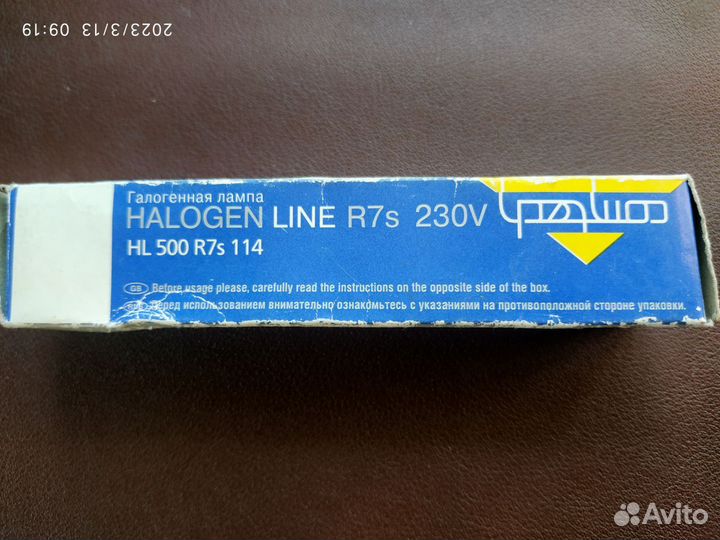 2023/3/13 09:19
Галогенная лампа
HALOGEN LINE R7s 230V
HL 500 R7s 114
GB Before usage please, carefully read the instructions on the opposite side of the box.
Перед использованием внимательно ознакомьтесь с указаниями на противоположной стороне упаковки.
Avito